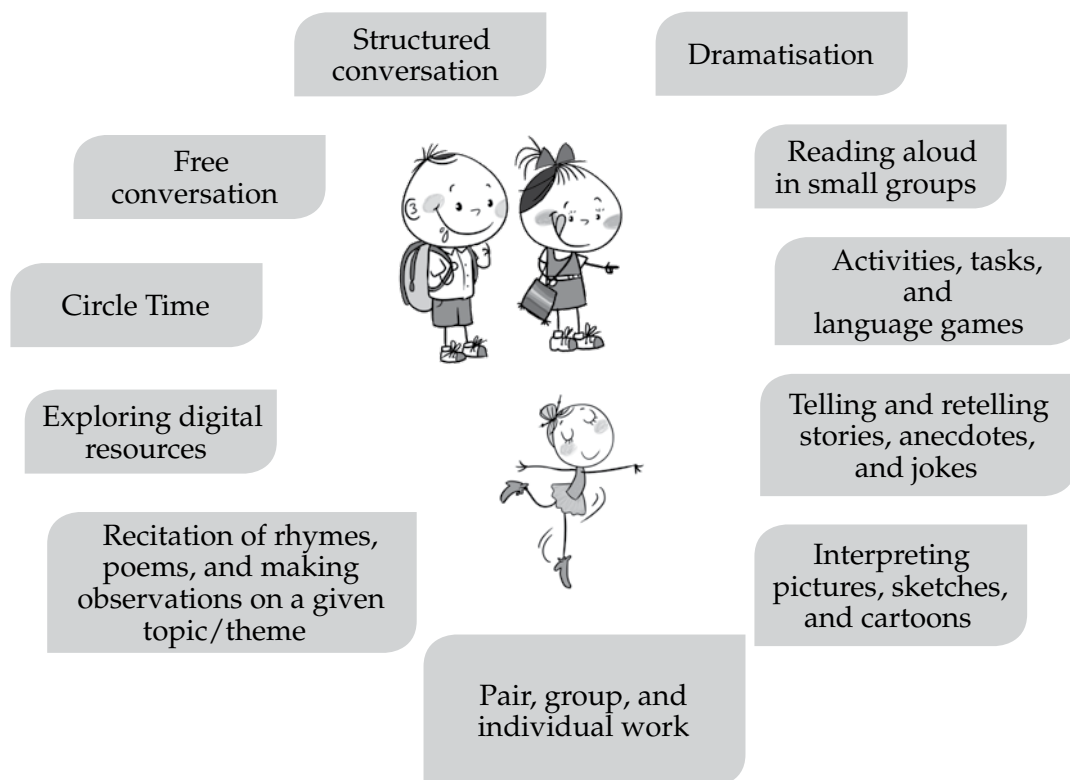 Structured
conversation
Dramatisation
Free
conversation
Reading aloud
in small groups
Circle Time
Activities, tasks,
and
language games
Exploring digital
resources
Telling and retelling
stories, anecdotes,
and jokes
Recitation of rhymes,
poems, and making
observations on a given
topic/theme
Interpreting
pictures, sketches,
and cartoons
Pair, group, and
individual work